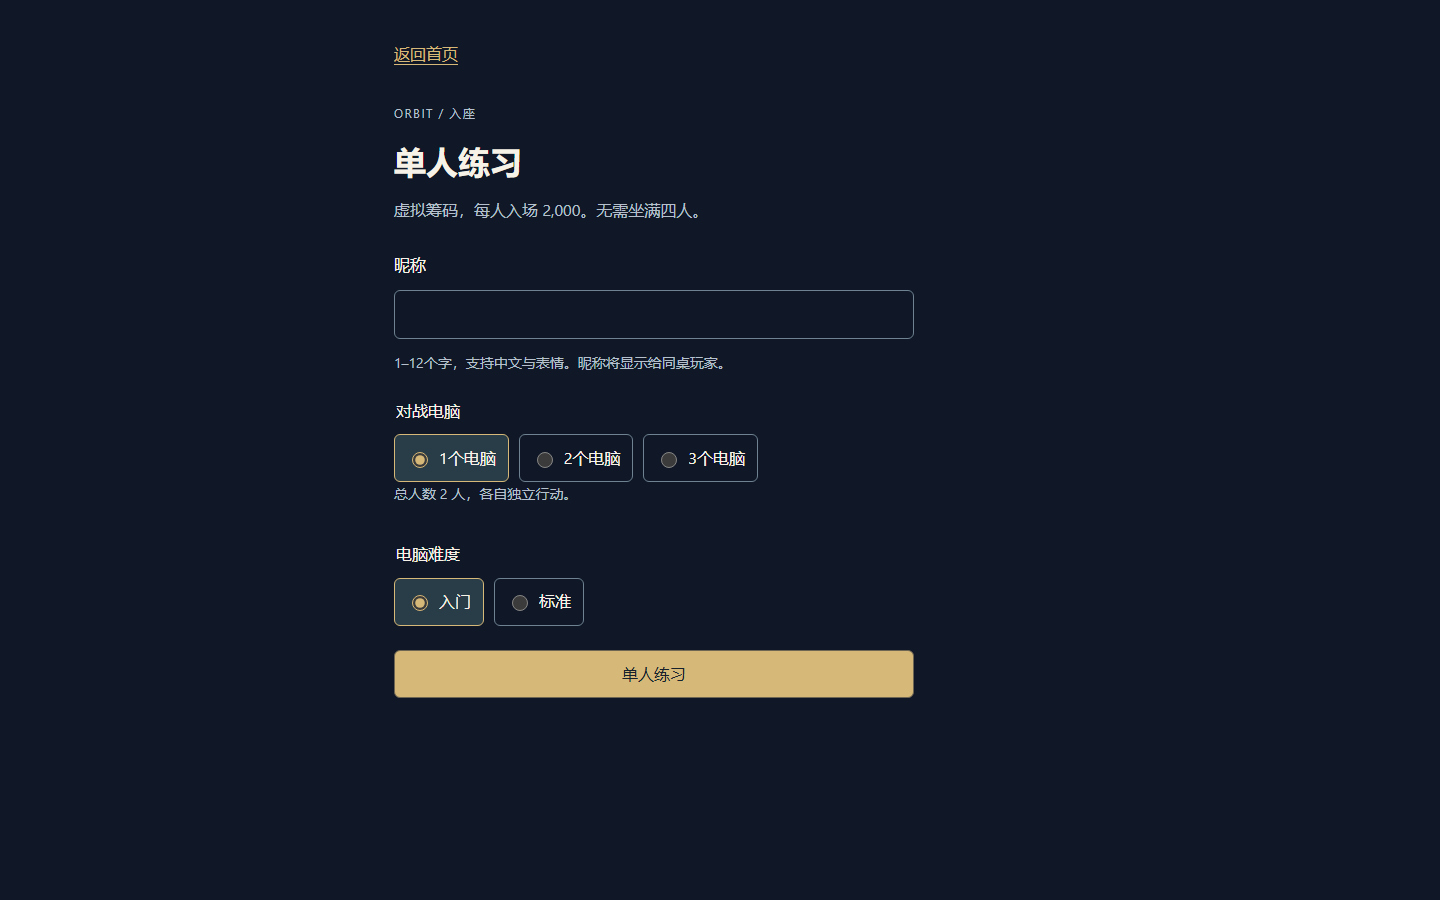 返回首页
ORBIT / 入座
单人练习
虚拟筹码，每人入场 2,000。无需坐满四人。
昵称
1–12个字，支持中文与表情。昵称将显示给同桌玩家。
对战电脑
1个电脑 2个电脑 3个电脑
总人数 2 人，各自独立行动。
电脑难度
入门 标准
单人练习